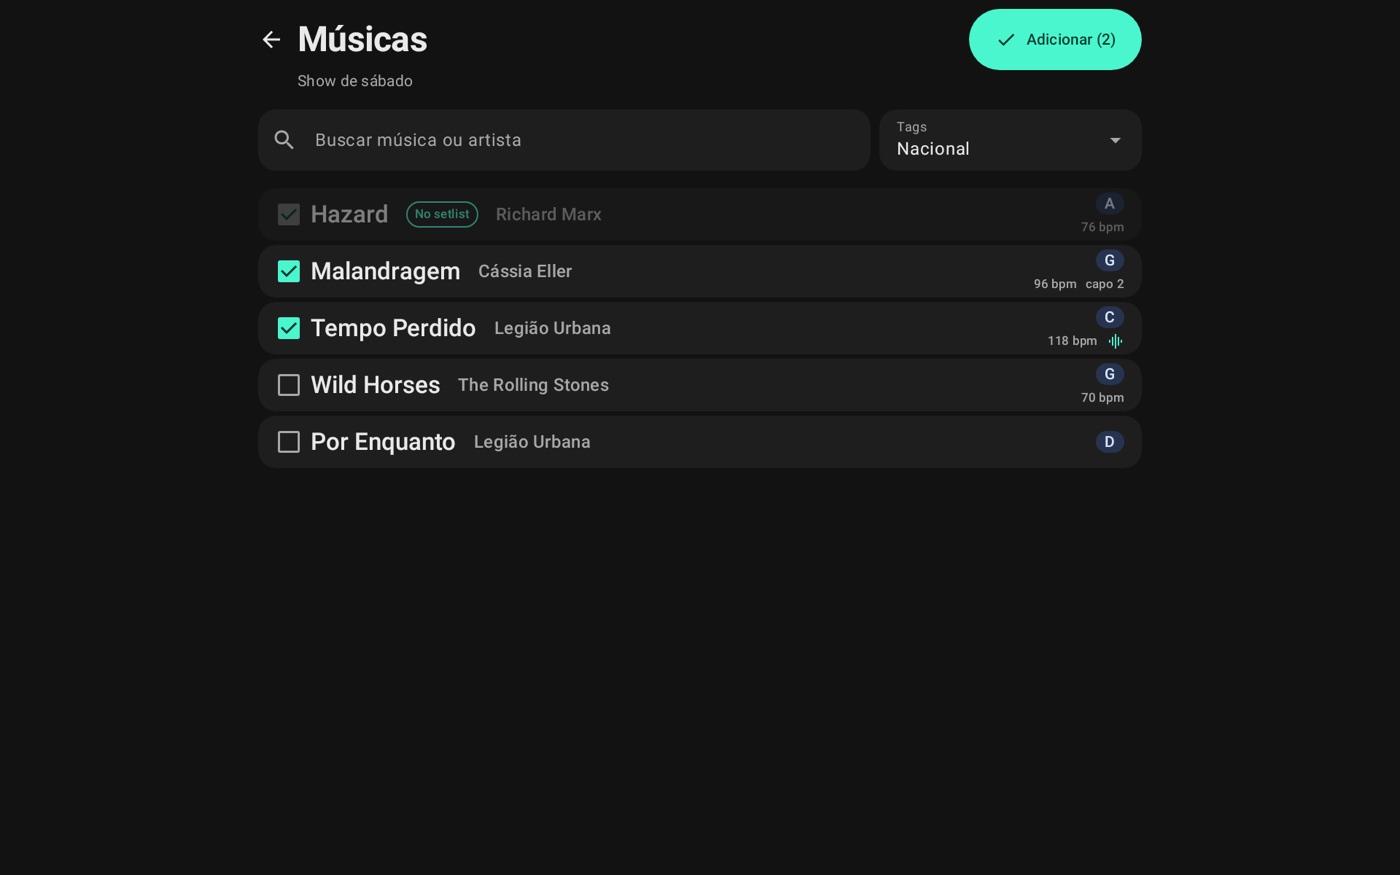 Músicas
Adicionar (2)
Show de sábado
Buscar música ou artista
Tags
Nacional
Hazard No setlist Richard Marx A
76 bpm
Malandragem Cássia Eller G
96 bpm capo 2
Tempo Perdido Legião Urbana C
118 bpm
Wild Horses The Rolling Stones G
70 bpm
Por Enquanto Legião Urbana D